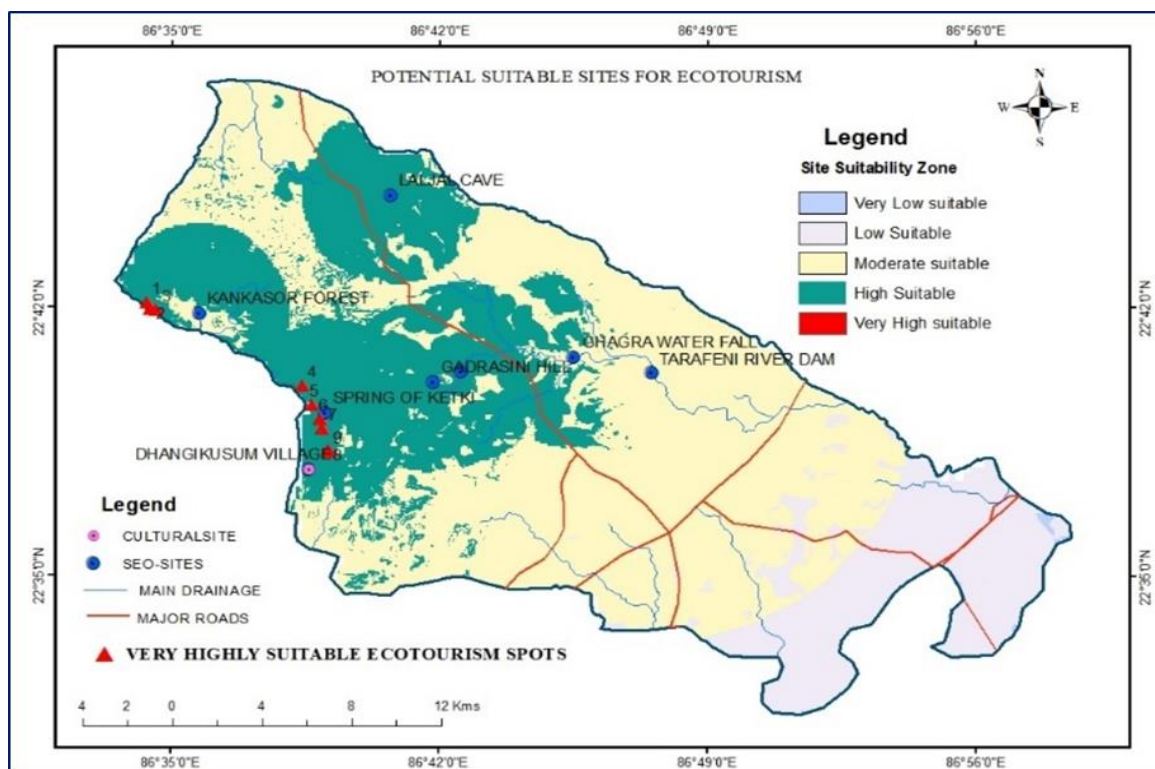 86°35'0"E 86°42'0"E 86°49'0"E 86°56'0"E
POTENTIAL SUITABLE SITES FOR ECOTOURISM
N
W E
S
Legend
Site Suitability Zone
Very Low suitable
Low Suitable
Moderate suitable
High Suitable
Very High suitable
LALJAL CAVE
1
3
2
KANKASOR FOREST
22°42'0"N 22°42'0"N
GHAGRA WATER FALL
TARAFENI RIVER DAM
GADRASINI HILL
4
5
SPRING OF KETKI
6
7
9
DHANGIKUSUM VILLAGE
8
Legend
CULTURALSITE
SEO-SITES
MAIN DRAINAGE
MAJOR ROADS
VERY HIGHLY SUITABLE ECOTOURISM SPOTS
22°35'0"N 22°35'0"N
4 2 0 4 8 12 Kms
86°35'0"E 86°42'0"E 86°49'0"E 86°56'0"E